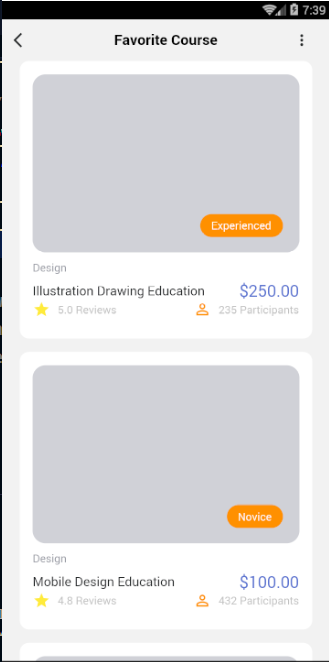 7:39
Favorite Course
Experienced
Design
Illustration Drawing Education $250.00
5.0 Reviews 235 Participants
Novice
Design
Mobile Design Education $100.00
4.8 Reviews 432 Participants